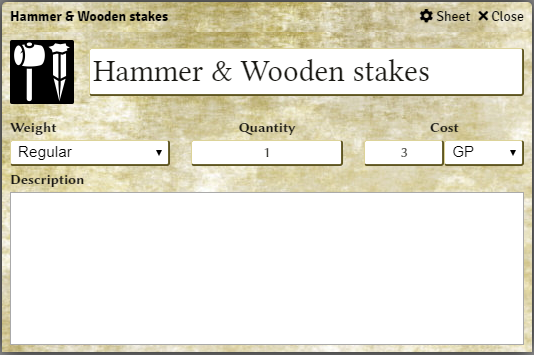 Hammer & Wooden stakes Sheet Close
Hammer & Wooden stakes
Weight Quantity Cost
Regular 1 3 GP
Description